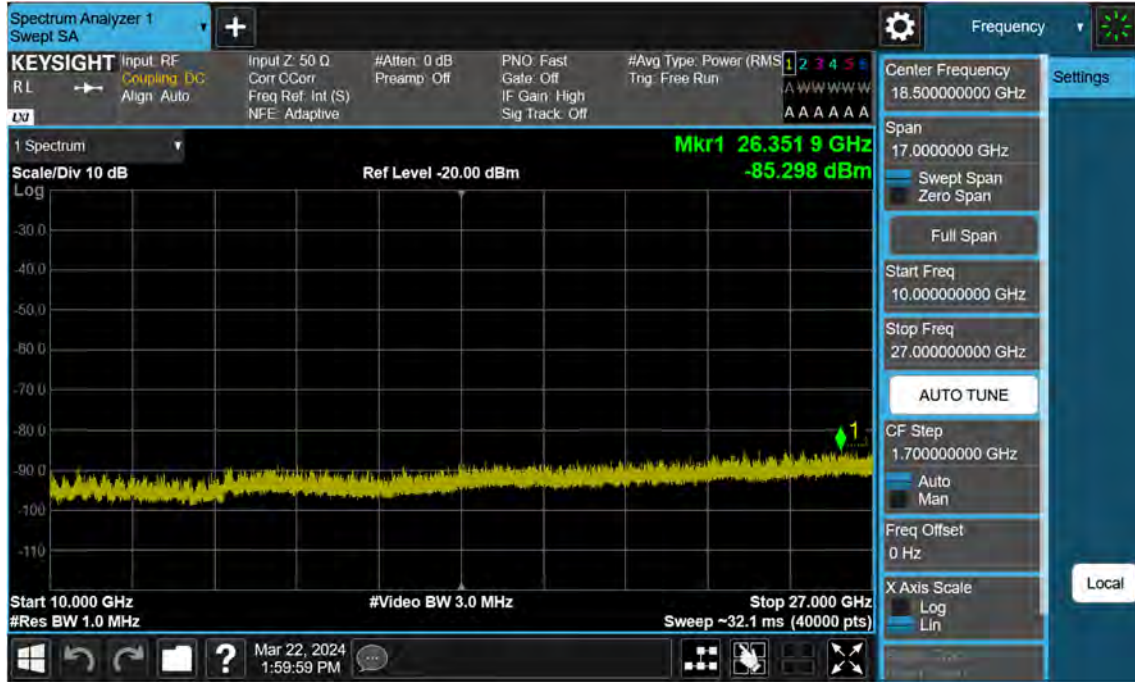 Spectrum Analyzer 1
Swept SA
Frequency
KEYSIGHT
RL
LXI
Input: RF
Coupling: DC
Align: Auto
Input Z: 50 Ω
Corr CCorr
Freq Ref: Int (S)
NFE: Adaptive
#Atten: 0 dB
Preamp: Off
PNO: Fast
Gate: Off
IF Gain: High
Sig Track: Off
#Avg Type: Power (RMS
Trig: Free Run
1 2 3 4 5 6
A W W W W W
A A A A A A
1 Spectrum
Scale/Div 10 dB
Log
Ref Level -20.00 dBm
Mkr1 26.351 9 GHz
-85.298 dBm
-30.0
-40.0
-50.0
-60.0
-70.0
-80.0
-90.0
-100
-110
1
Start 10.000 GHz
#Res BW 1.0 MHz
#Video BW 3.0 MHz
Stop 27.000 GHz
Sweep ~32.1 ms (40000 pts)
Center Frequency
18.500000000 GHz
Span
17.0000000 GHz
Swept Span
Zero Span
Full Span
Start Freq
10.000000000 GHz
Stop Freq
27.000000000 GHz
AUTO TUNE
CF Step
1.700000000 GHz
Auto
Man
Freq Offset
0 Hz
X Axis Scale
Log
Lin
Settings
Local
?
Mar 22, 2024
1:59:59 PM